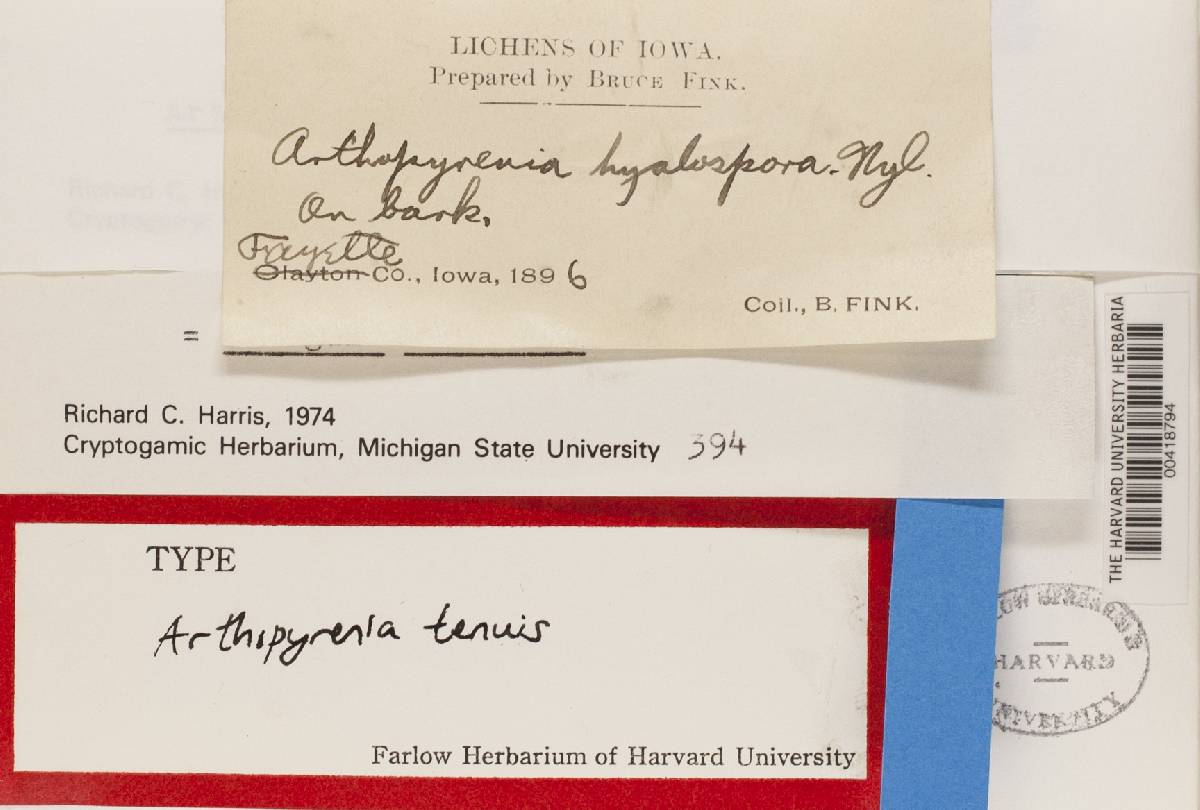 LICHENS OF IOWA.
Prepared by BRUCE FINK.
Arthopyrenia hyalospora. Nyl.
On bark.
Fayette
Clayton Co., Iowa, 1896
Coll., B. FINK.
=
Richard C. Harris, 1974
Cryptogamic Herbarium, Michigan State University 394
TYPE
Arthopyrenia tenuis
Farlow Herbarium of Harvard University
THE HARVARD UNIVERSITY HERBARIA
00418794
HARVARD